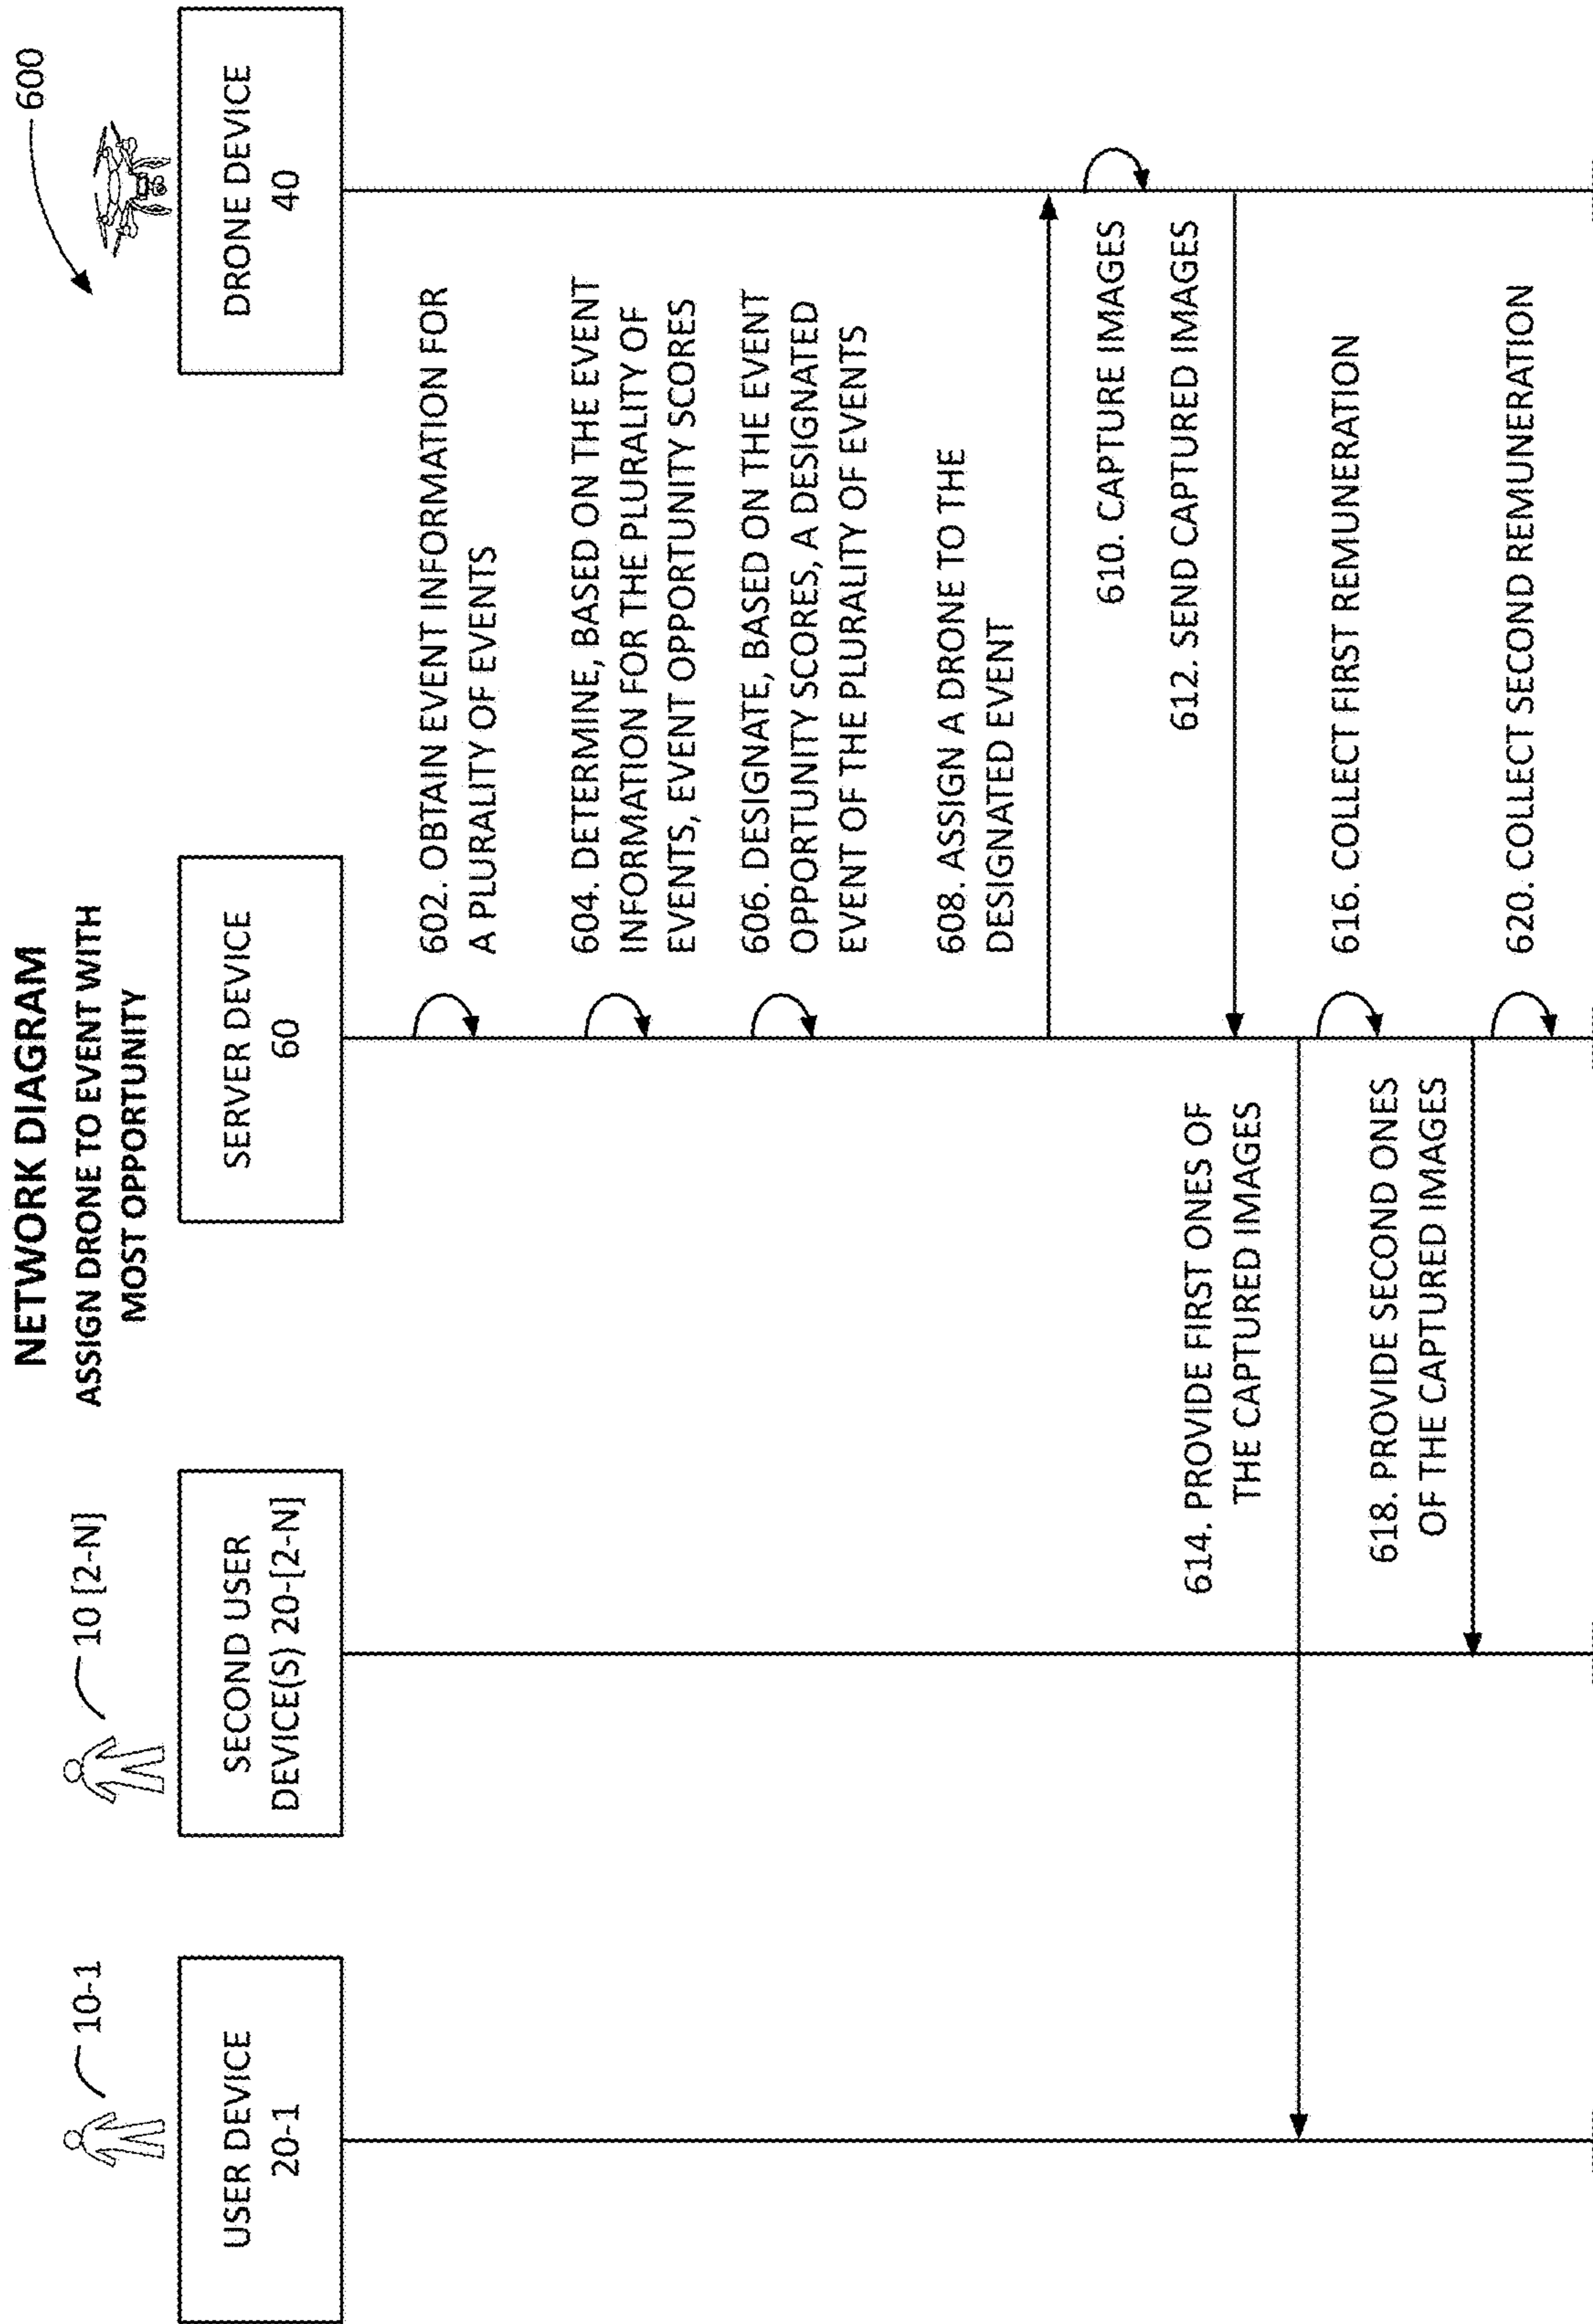 NETWORK DIAGRAM
ASSIGN DRONE TO EVENT WITH
MOST OPPORTUNITY
600
10-1
10 [2-N]
USER DEVICE
20-1
SECOND USER
DEVICE(S) 20-[2-N]
SERVER DEVICE
60
DRONE DEVICE
40
602. OBTAIN EVENT INFORMATION FOR
A PLURALITY OF EVENTS
604. DETERMINE, BASED ON THE EVENT
INFORMATION FOR THE PLURALITY OF
EVENTS, EVENT OPPORTUNITY SCORES
606. DESIGNATE, BASED ON THE EVENT
OPPORTUNITY SCORES, A DESIGNATED
EVENT OF THE PLURALITY OF EVENTS
608. ASSIGN A DRONE TO THE
DESIGNATED EVENT
610. CAPTURE IMAGES
612. SEND CAPTURED IMAGES
614. PROVIDE FIRST ONES OF
THE CAPTURED IMAGES
616. COLLECT FIRST REMUNERATION
618. PROVIDE SECOND ONES
OF THE CAPTURED IMAGES
620. COLLECT SECOND REMUNERATION